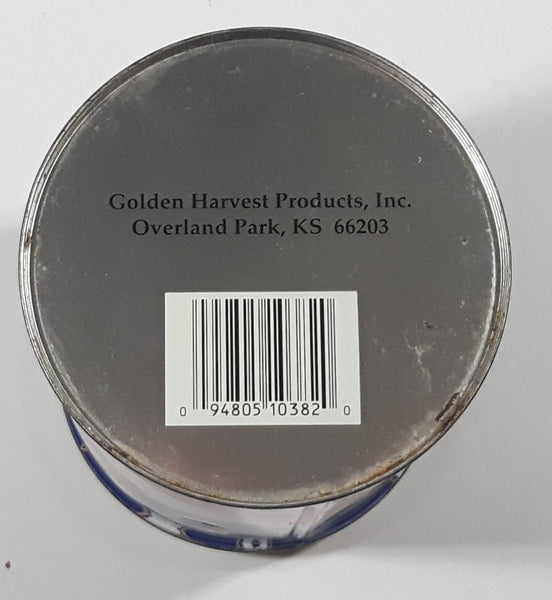 Golden Harvest Products, Inc.
Overland Park, KS 66203
0 94805 10382 0